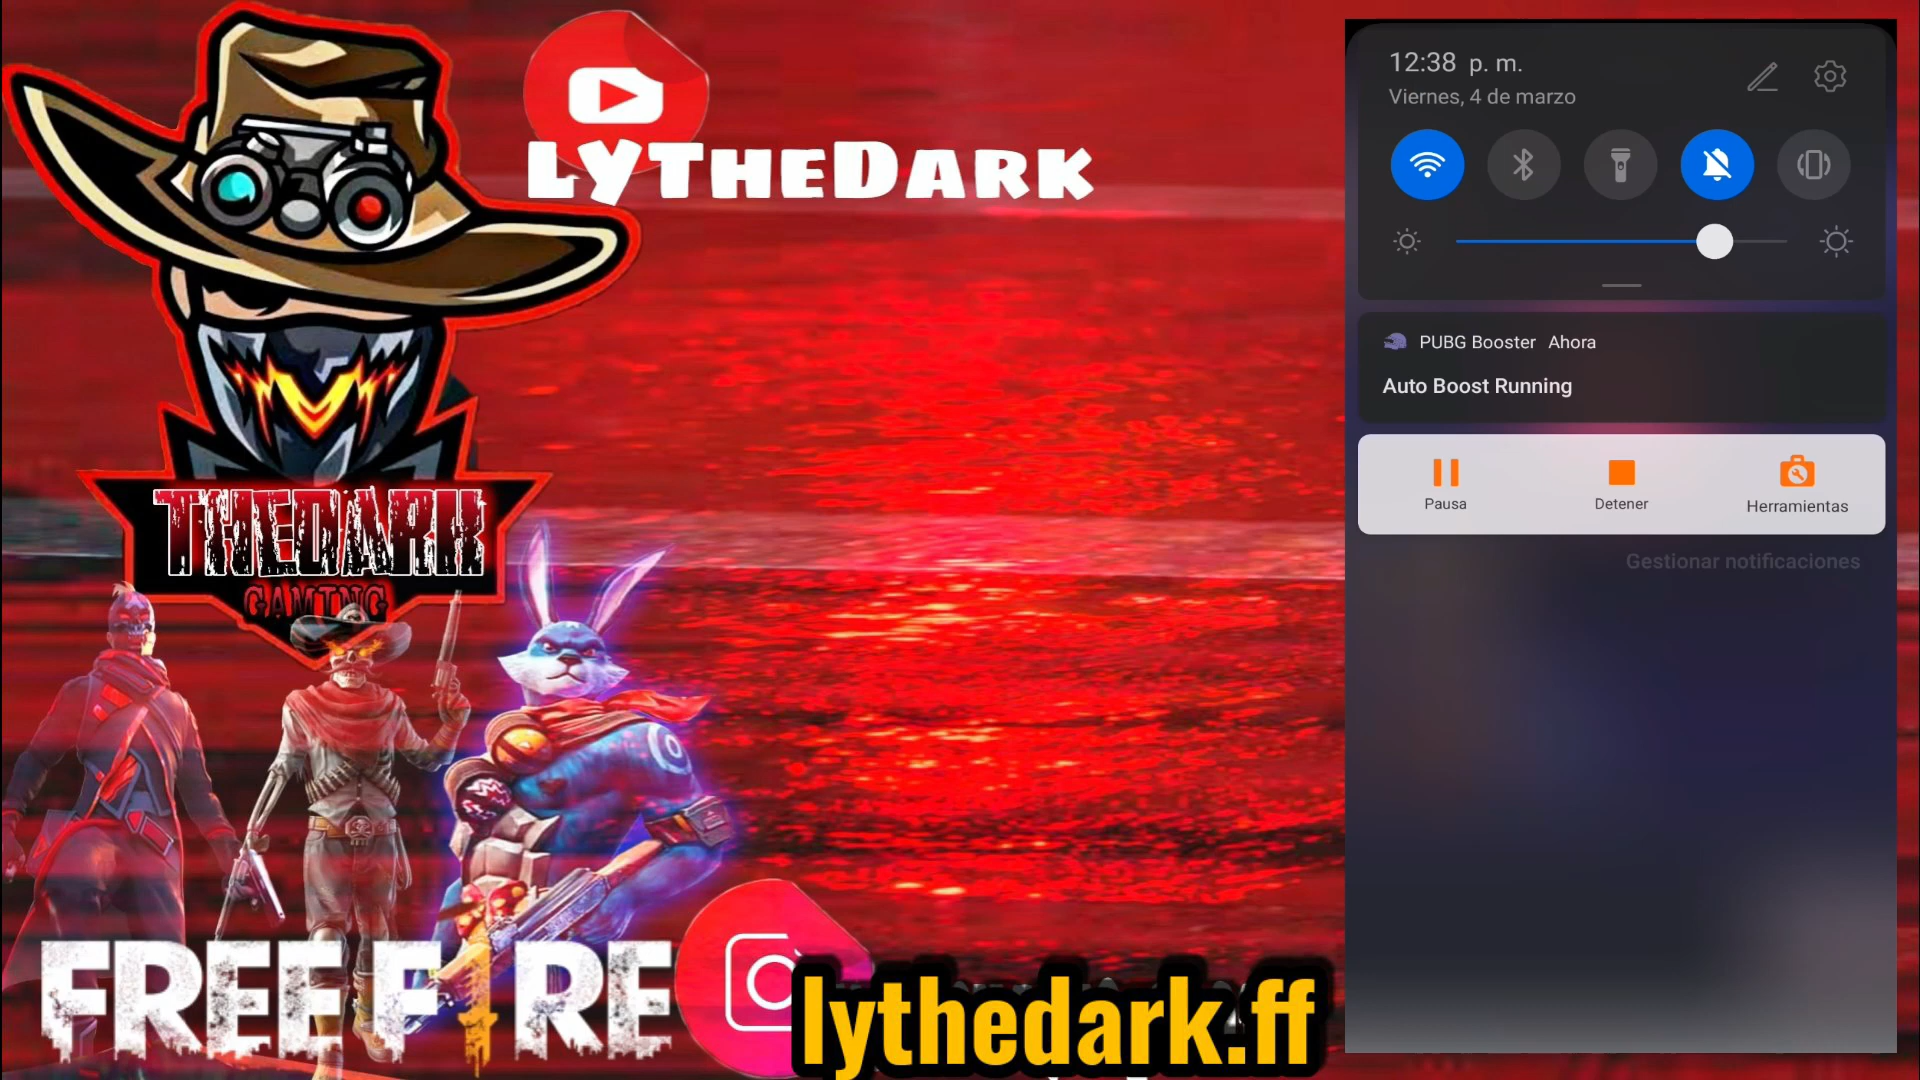 LYTHEDARK
THEDARK
GAMING
FREE FIRE
lythedark.ff
12:38 p. m.
Viernes, 4 de marzo
PUBG Booster Ahora
Auto Boost Running
Pausa
Detener
Herramientas
Gestionar notificaciones